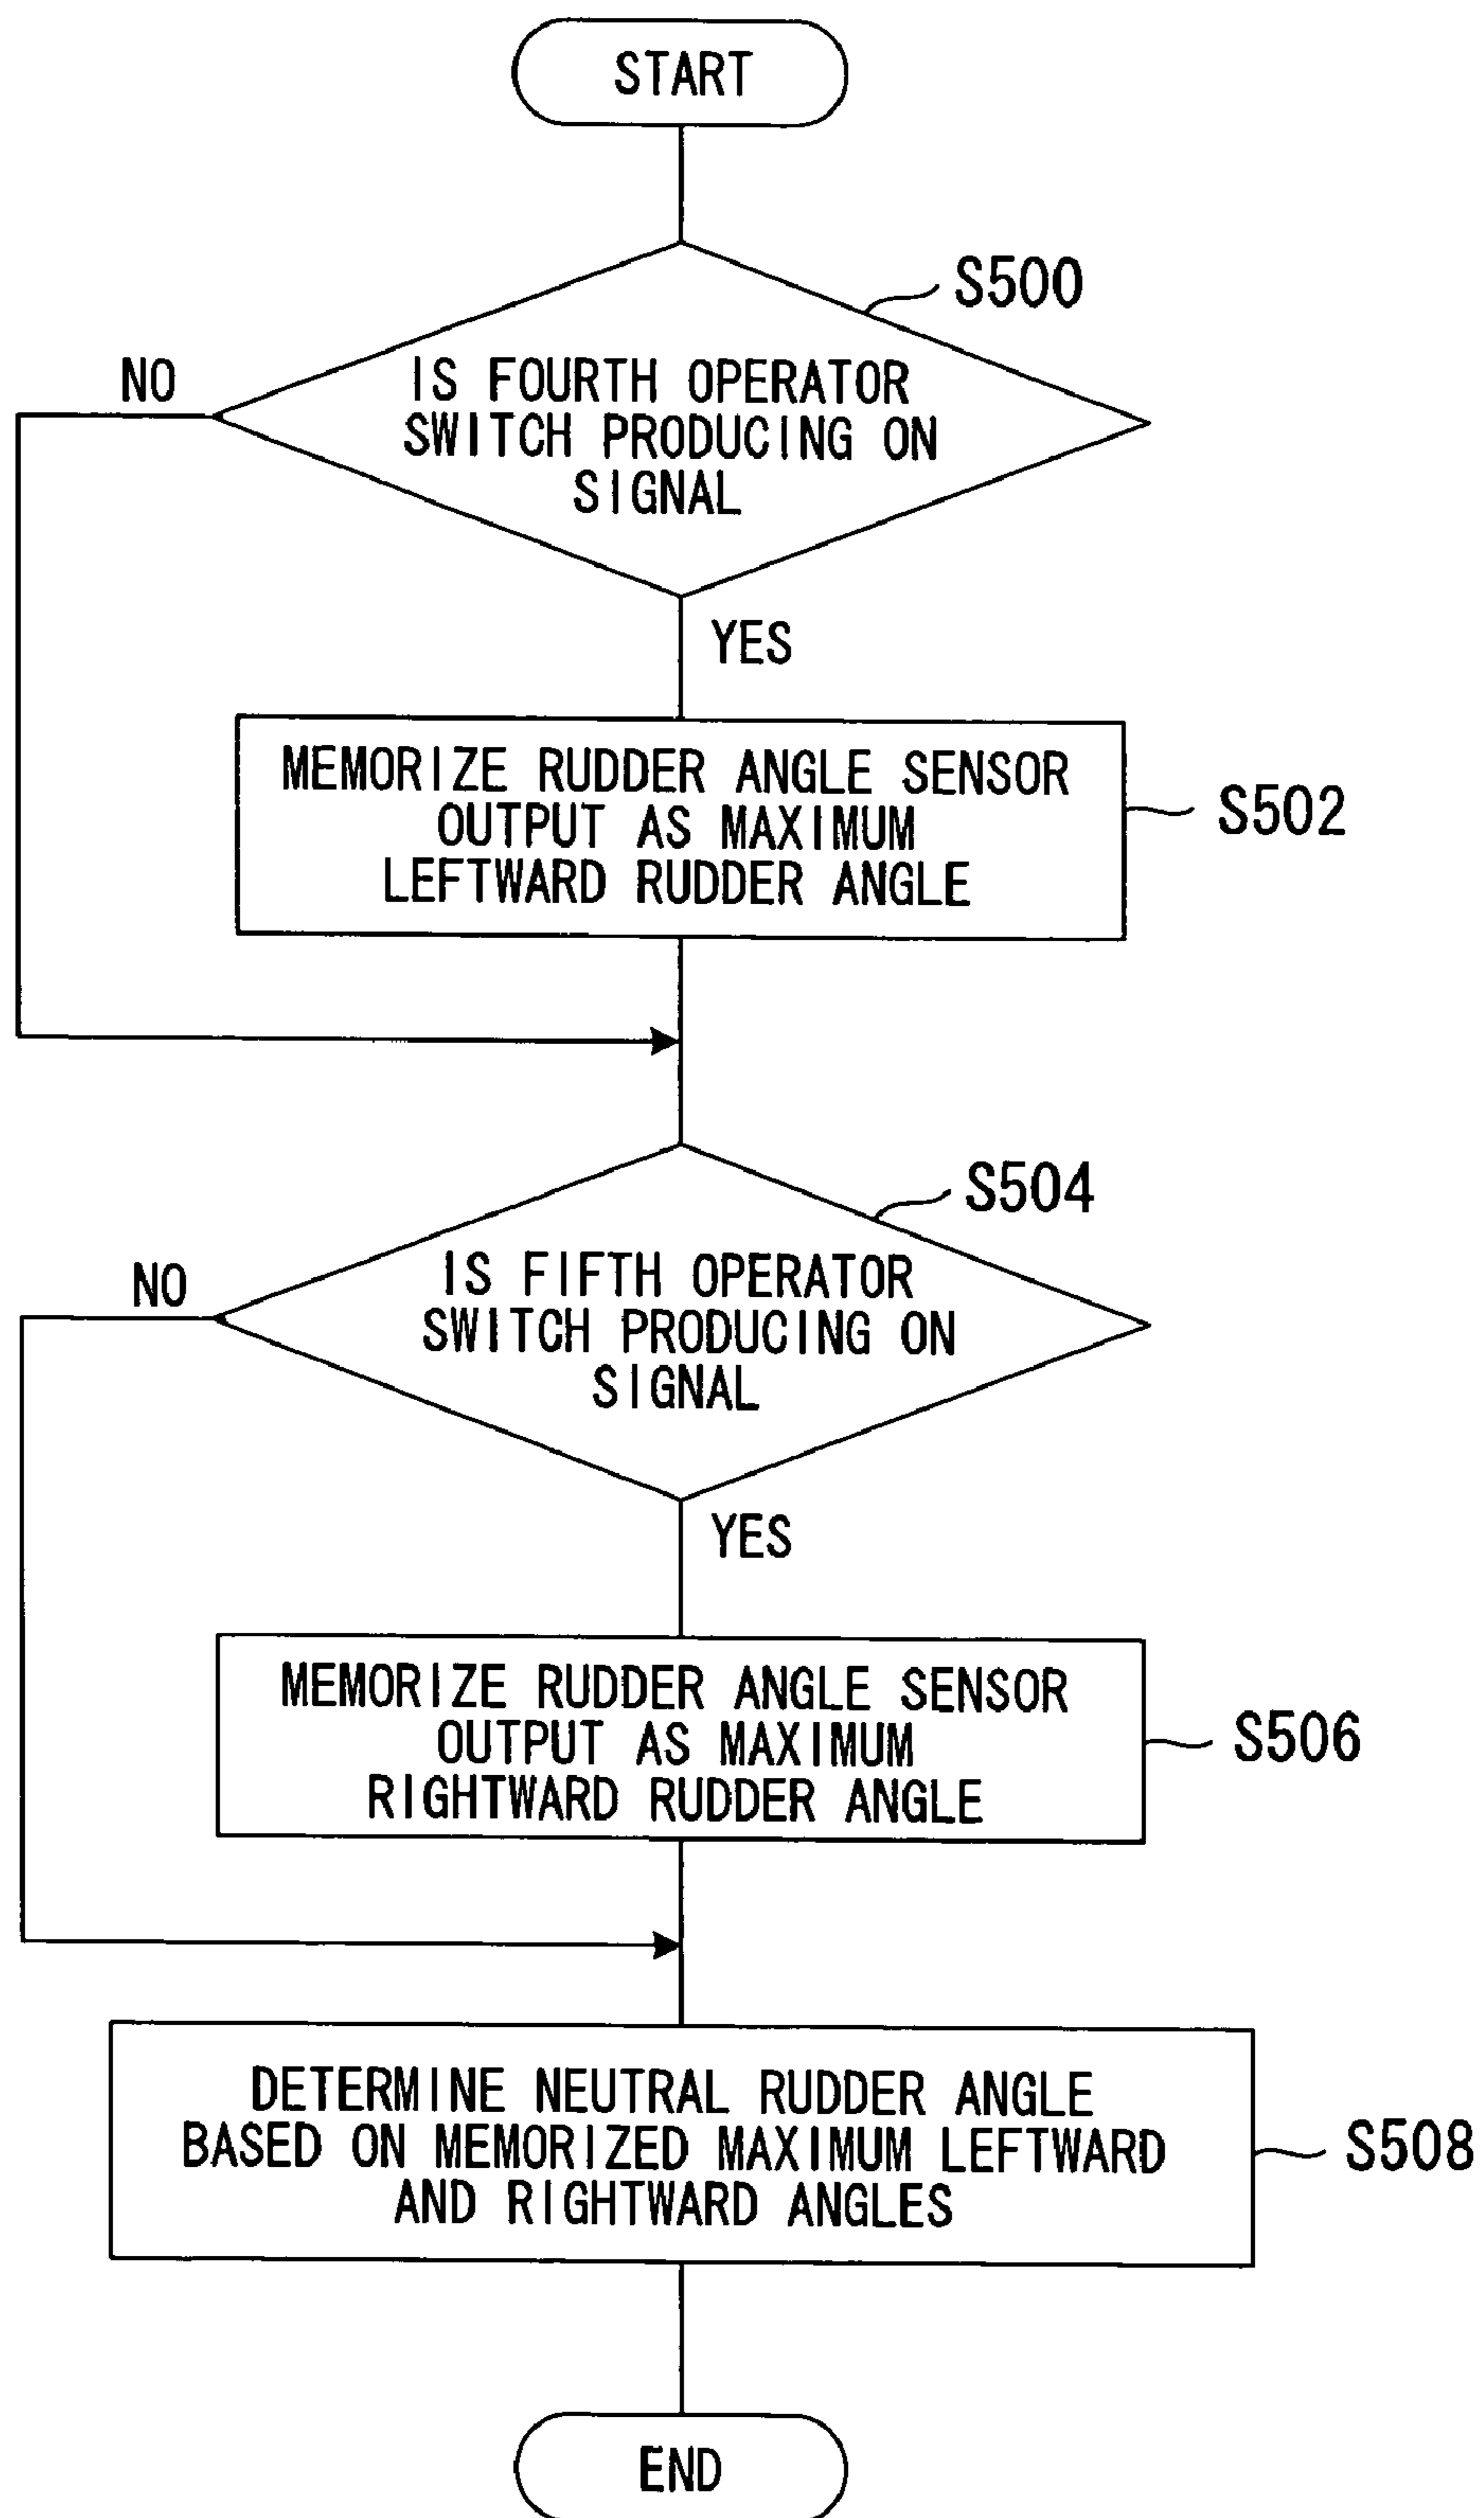 START
S500
NO
IS FOURTH OPERATOR
SWITCH PRODUCING ON
SIGNAL
YES
MEMORIZE RUDDER ANGLE SENSOR
OUTPUT AS MAXIMUM
LEFTWARD RUDDER ANGLE
S502
S504
NO
IS FIFTH OPERATOR
SWITCH PRODUCING ON
SIGNAL
YES
MEMORIZE RUDDER ANGLE SENSOR
OUTPUT AS MAXIMUM
RIGHTWARD RUDDER ANGLE
S506
DETERMINE NEUTRAL RUDDER ANGLE
BASED ON MEMORIZED MAXIMUM LEFTWARD
AND RIGHTWARD ANGLES
S508
END